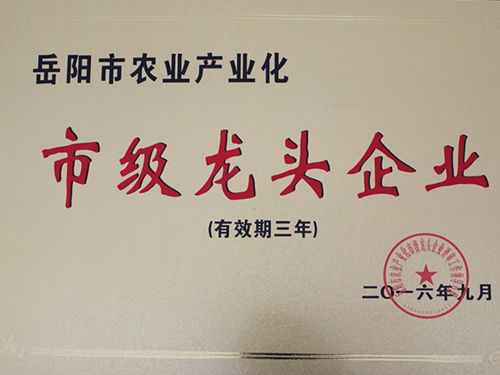 岳阳市农业产业化
市级龙头企业
(有效期三年)
二〇一六年九月